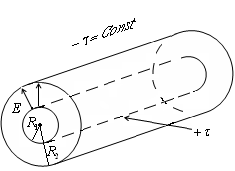 - τ = Const
E
R₁
R₂
+ τ